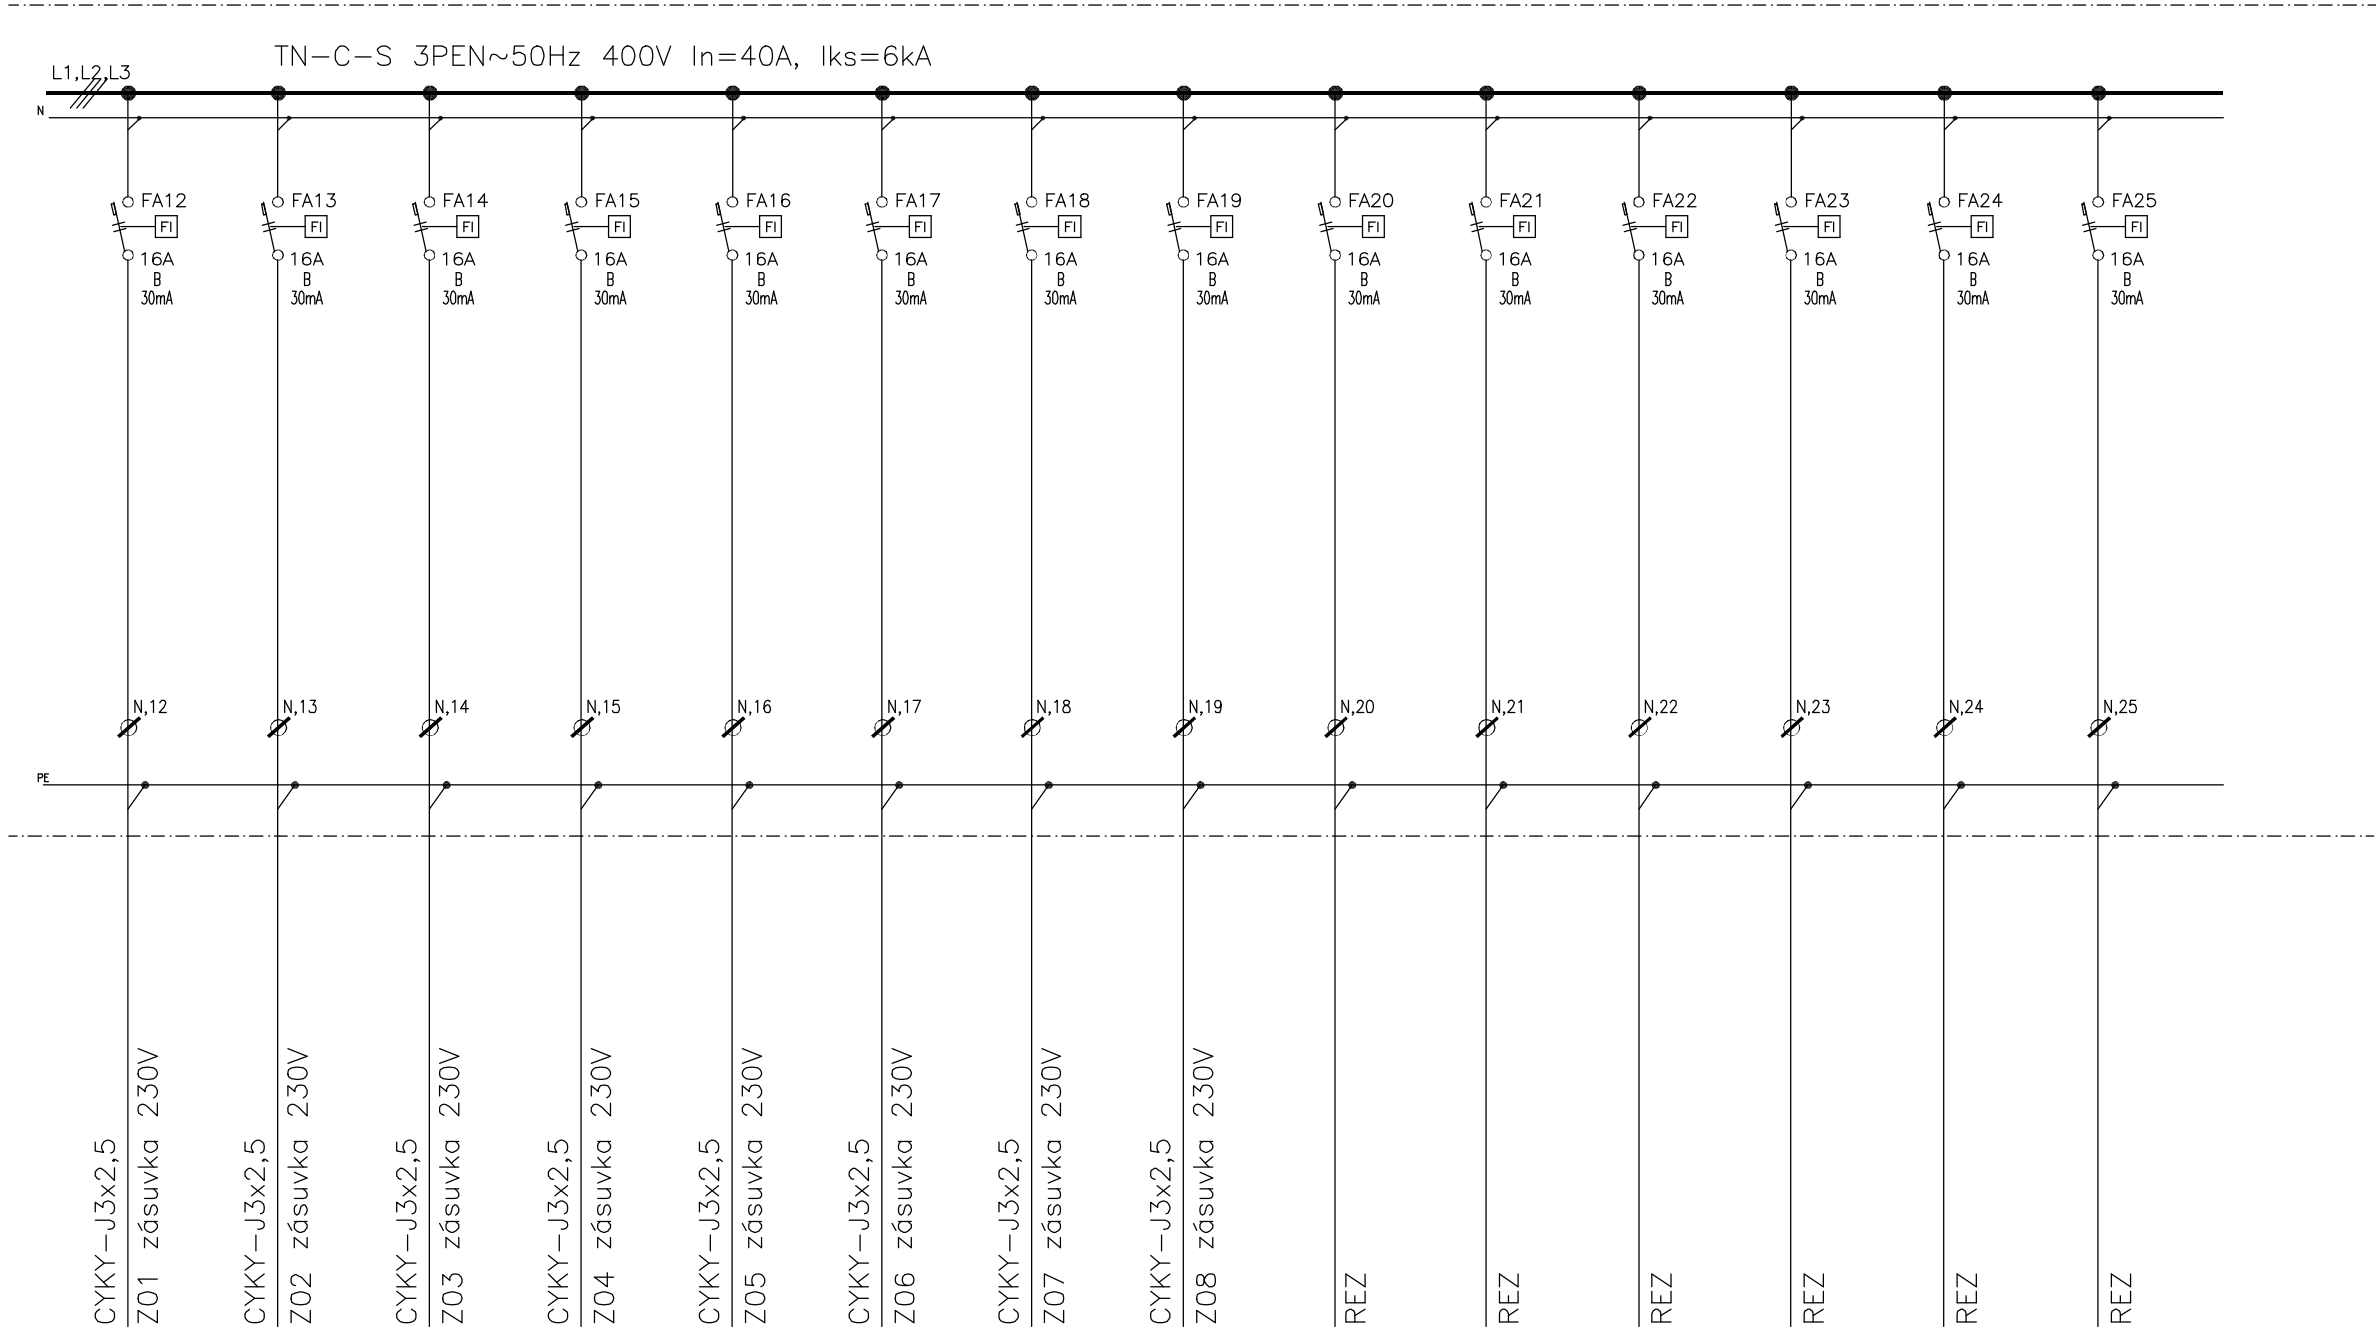 TN-C-S 3PEN~50Hz 400V In=40A, Iks=6kA
L1,L2,L3
N
FA12 FA13 FA14 FA15 FA16 FA17 FA18 FA19 FA20 FA21 FA22 FA23 FA24 FA25
FI FI FI FI FI FI FI FI FI FI FI FI FI FI
16A 16A 16A 16A 16A 16A 16A 16A 16A 16A 16A 16A 16A 16A
B B B B B B B B B B B B B B
30mA 30mA 30mA 30mA 30mA 30mA 30mA 30mA 30mA 30mA 30mA 30mA 30mA 30mA
N,12 N,13 N,14 N,15 N,16 N,17 N,18 N,19 N,20 N,21 N,22 N,23 N,24 N,25
PE
CYKY-J3x2,5
Z01 zásuvka 230V
CYKY-J3x2,5
Z02 zásuvka 230V
CYKY-J3x2,5
Z03 zásuvka 230V
CYKY-J3x2,5
Z04 zásuvka 230V
CYKY-J3x2,5
Z05 zásuvka 230V
CYKY-J3x2,5
Z06 zásuvka 230V
CYKY-J3x2,5
Z07 zásuvka 230V
CYKY-J3x2,5
Z08 zásuvka 230V
REZ
REZ
REZ
REZ
REZ
REZ